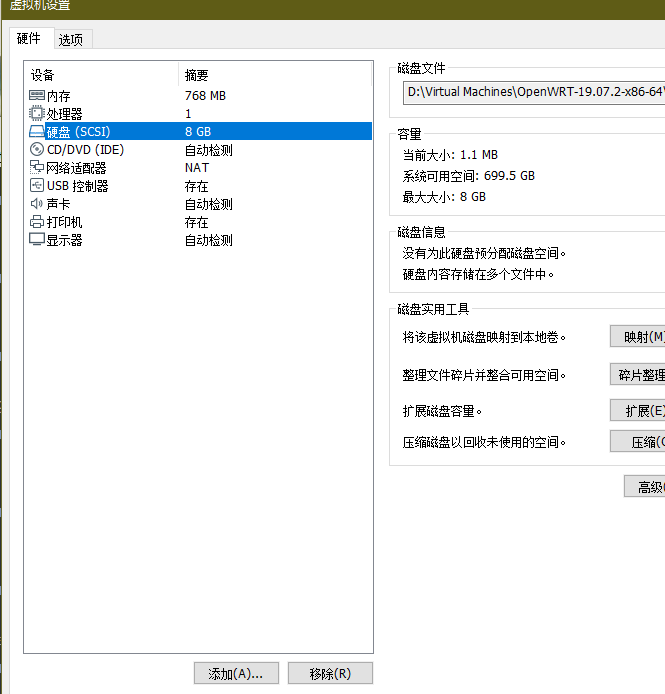 虚拟机设置
硬件 选项
设备 摘要
内存 768 MB
处理器 1
硬盘 (SCSI) 8 GB
CD/DVD (IDE) 自动检测
网络适配器 NAT
USB 控制器 存在
声卡 自动检测
打印机 存在
显示器 自动检测
添加(A)... 移除(R)
磁盘文件
D:\Virtual Machines\OpenWRT-19.07.2-x86-64\
容量
当前大小: 1.1 MB
系统可用空间: 699.5 GB
最大大小: 8 GB
磁盘信息
没有为此硬盘预分配磁盘空间。
硬盘内容存储在多个文件中。
磁盘实用工具
将该虚拟机磁盘映射到本地卷。 映射(M)
整理文件碎片并整合可用空间。 碎片整理
扩展磁盘容量。 扩展(E)
压缩磁盘以回收未使用的空间。 压缩(C
高级(